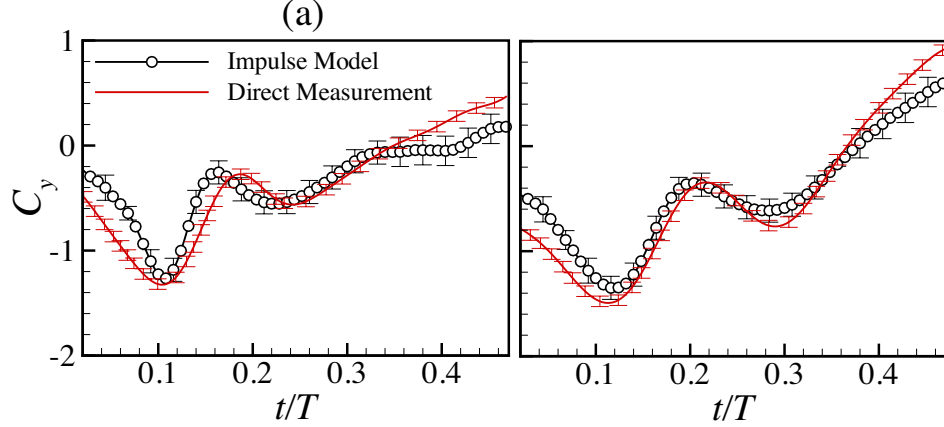 (a)
1
0
-1
-2
C_y
Impulse Model
Direct Measurement
0.1 0.2 0.3 0.4
t/T
0.1 0.2 0.3 0.4
t/T